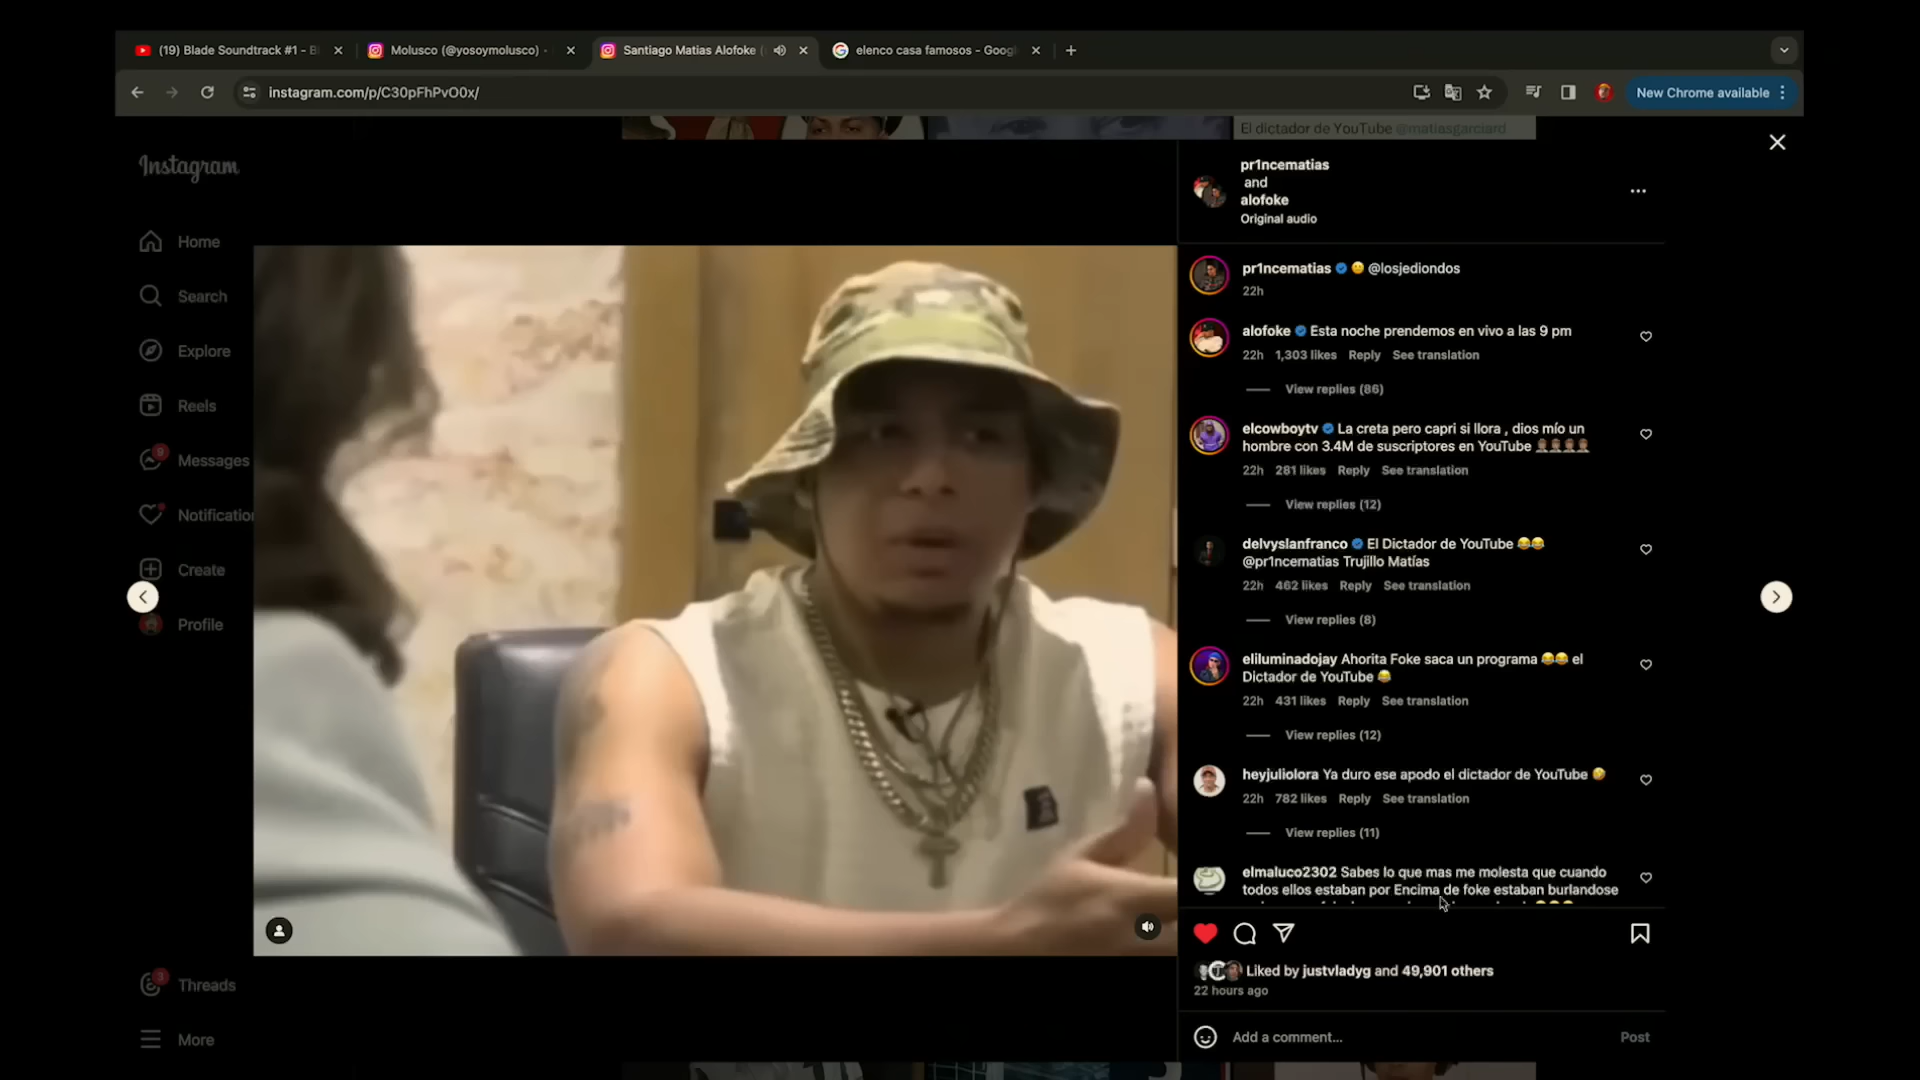 (19) Blade Soundtrack #1 - B
Molusco (@yosoymolusco) ·
Santiago Matias Alofoke (
elenco casa famosos - Goog
instagram.com/p/C30pFhPvO0x/
New Chrome available
El dictador de YouTube @matiasgarciard
Instagram
Home
Search
Explore
Reels
9
Messages
Notification
Create
Profile
3
Threads
More
pr1ncematias
and
alofoke
Original audio
pr1ncematias 😶 @losjediondos
22h
alofoke Esta noche prendemos en vivo a las 9 pm
22h 1,303 likes Reply See translation
View replies (86)
elcowboytv La creta pero capri si llora , dios mío un
hombre con 3.4M de suscriptores en YouTube
22h 281 likes Reply See translation
View replies (12)
delvyslanfranco El Dictador de YouTube 😂😂
@pr1ncematias Trujillo Matías
22h 462 likes Reply See translation
View replies (8)
eliluminadojay Ahorita Foke saca un programa 😂😂 el
Dictador de YouTube 😂
22h 431 likes Reply See translation
View replies (12)
heyjuliolora Ya duro ese apodo el dictador de YouTube 🤣
22h 782 likes Reply See translation
View replies (11)
elmaluco2302 Sabes lo que mas me molesta que cuando
todos ellos estaban por Encima de foke estaban burlandose
Liked by justvladyg and 49,901 others
22 hours ago
Add a comment...
Post